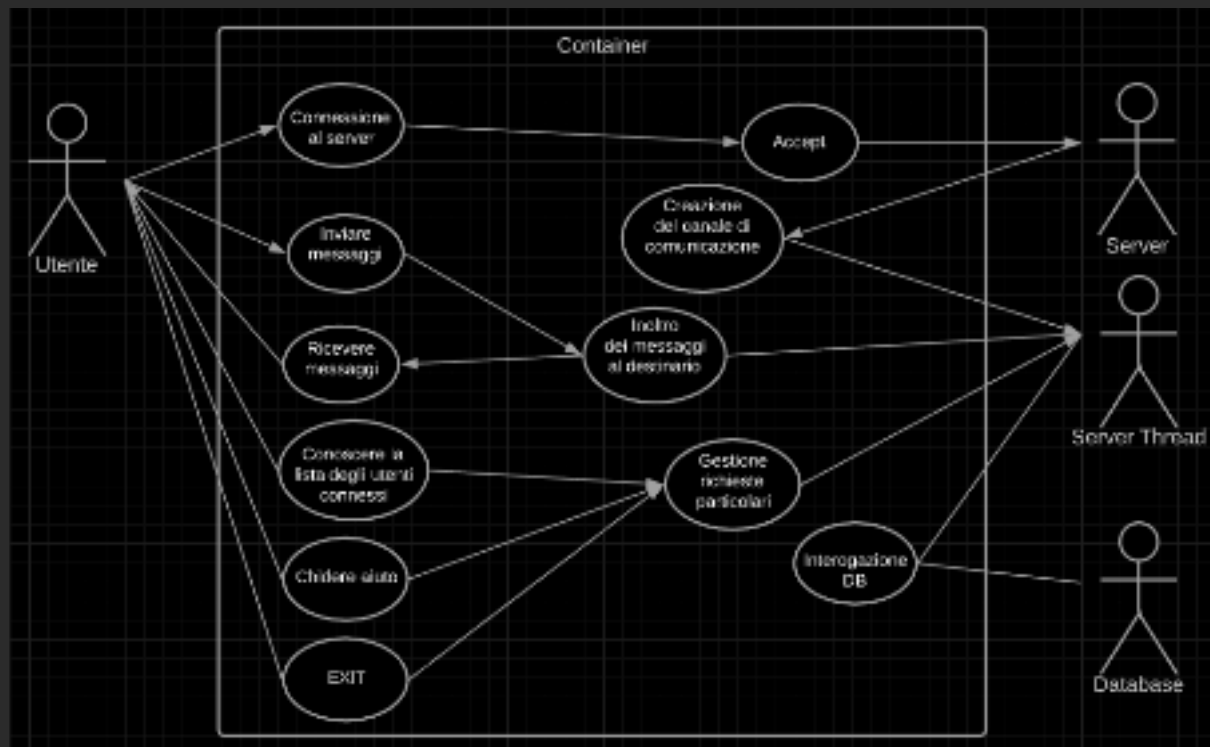 Container
Connessione
al server
Accept
Creazione
del canale di
comunicazione
Server
Inviare
messaggi
Utente
Inoltro
dei messaggi
al destinario
Ricevere
messaggi
Server Thread
Conoscere la
lista degli utenti
connessi
Gestione
richieste
particolari
Interogazione
DB
Chidere aiuto
EXIT
Database